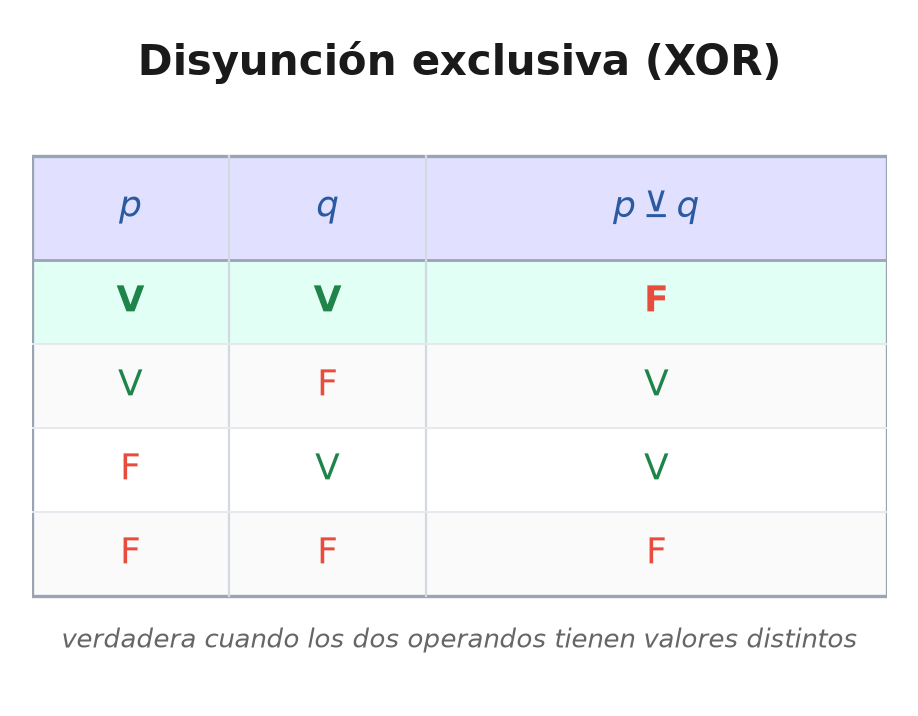 Disyunción exclusiva (XOR)
p q p ⊻ q
V V F
V F V
F V V
F F F
verdadera cuando los dos operandos tienen valores distintos